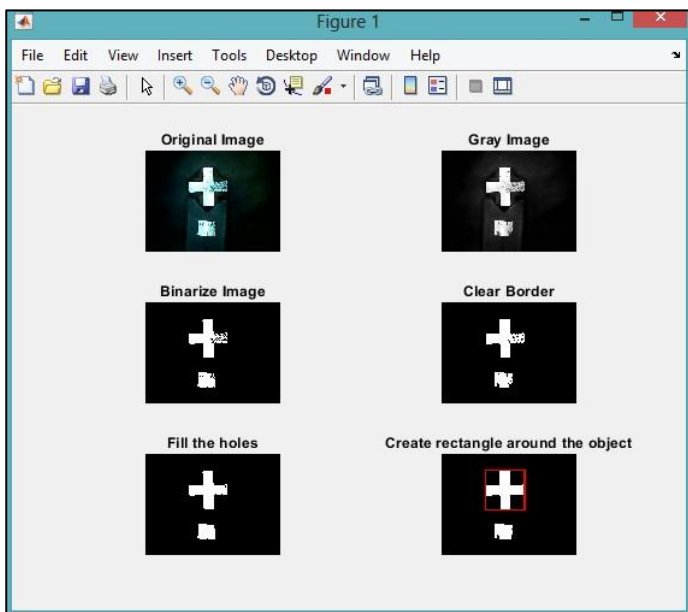 Figure 1
File Edit View Insert Tools Desktop Window Help
Original Image
Gray Image
Binarize Image
Clear Border
Fill the holes
Create rectangle around the object